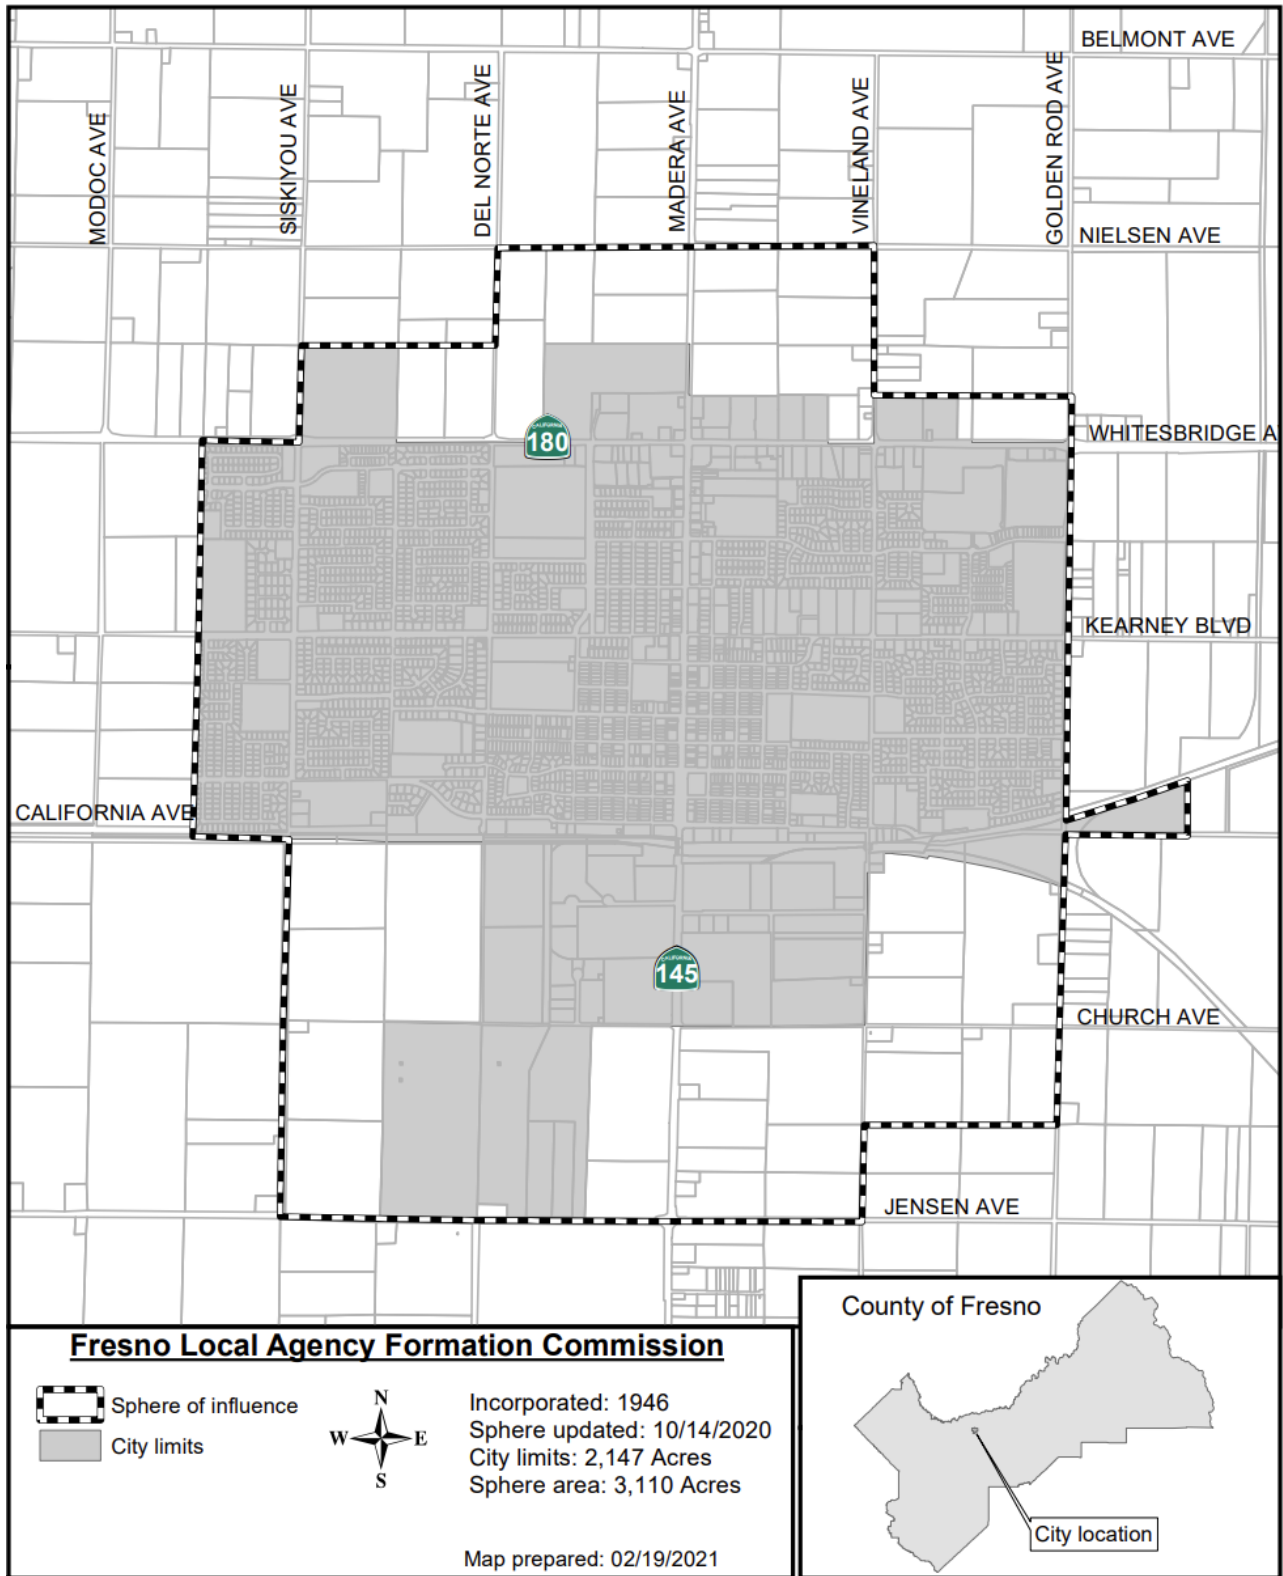 BELMONT AVE
MODOC AVE
SISKIYOU AVE
DEL NORTE AVE
MADERA AVE
VINELAND AVE
GOLDEN ROD AVE
NIELSEN AVE
CALIFORNIA
180
WHITESBRIDGE A
KEARNEY BLVD
CALIFORNIA AVE
CALIFORNIA
145
CHURCH AVE
JENSEN AVE
Fresno Local Agency Formation Commission
Sphere of influence
City limits
N
W E
S
Incorporated: 1946
Sphere updated: 10/14/2020
City limits: 2,147 Acres
Sphere area: 3,110 Acres
Map prepared: 02/19/2021
County of Fresno
City location